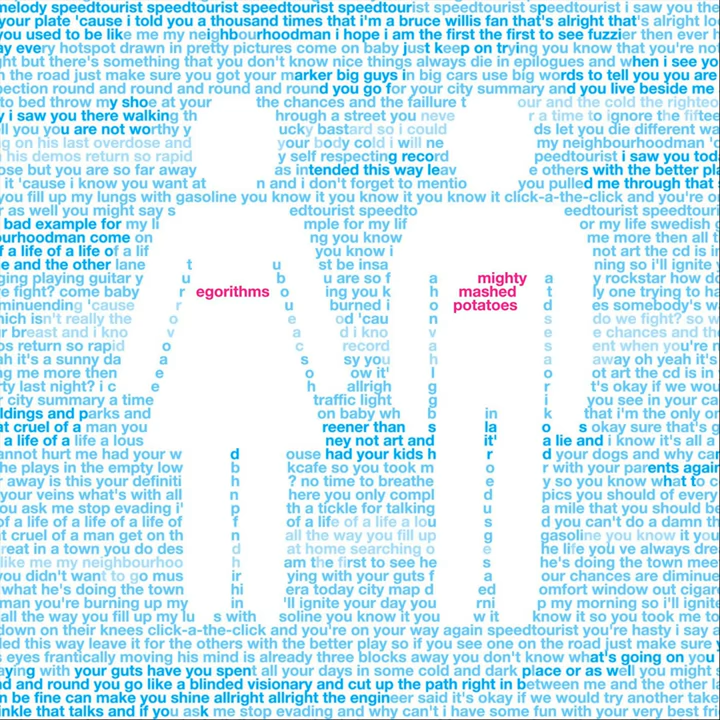 melody speedtourist speedtourist speedtourist speedtourist speedtourist i saw you the
your plate 'cause i told you a thousand times that i'm a bruce willis fan that's alright that's alright lo
you used to be like me my neighbourhoodman i hope i am the first the first to see fuzzier then ever h
ay every hotspot drawn in pretty pictures come on baby just keep on trying you know that you're no
ht but there's something that you don't know nice things always die in epilogues and when i see yo
n the road just make sure you got your marker big guys in big cars use big words to tell you you are
pection round and round and round and round you go for your city summary and you live beside me
to bed throw my shoe at your the chances and the faillure t our and the cold the righteo
y i saw you there walking th hrough a street you neve r a time to ignore the fiftee
ell you you are not worthy y ucky bastard so i could ds let you die different wa
g on his last overdose and your body cold i will ne my neighbourhoodman 'o
his demos return so rapid y self respecting record peedtourist i saw you tod
ose but you are so far away as intended this way leav e others with the better pla
it 'cause i know you want at n and i don't forget to mentio you pulled me through that
you fill up my lungs with gasoline you know it you know it you know it click-a-the-click and you're o
r as well you might say s edtourist speedto eedtourist speedtouri
bad example for my li mple for my lif or my life swedish g
ourhoodman come on ng you know me more then all t
f a life of a life of a lif you know i not art the cd is in
e and the other lane t u st be insa ning so i'll ignite y
ging playing guitar y u b u are so f a mighty a y rockstar how do
e fight? come baby r egorithms o ing you k h mashed t ly one trying to ha
minuending 'cause r u burned i o potatoes d es somebody's w
hich isn't really the o e od 'cau n s do we fight? so w
r breast and i kno v a d i kno v e chances and th
os return so rapid o c record a s ent when you're n
ah it's a sunny da a s sy you h a away oh yeah it's
g me more then e o ow it' l o ot art the cd is in
rty last night? i c e h allrigh g r t's okay if we wou
city summary a time traffic light g i you see in your ca
ldings and parks and on baby wh b in k that i'm the only o
at cruel of a man you reener than s la o s okay sure that's g
a life of a life a lous ney not art and it' a lie and i know it's all a
annot hurt me had your w d ouse had your kids h r d your dogs and why can
he plays in the empty low b kcafe so you took m o r with your parents again
r away is this your definiti h ? no time to breathe e y so you know what to c
your veins what's with all n here you only compl d pics you should of every
ou ask me stop evading i' p th a tickle for talking u a mile that you should be
of a life of a life of a life of f of a life of a life a lou s d you can't do a damn th
t cruel of a man get on th n all the way you fill up g gasoline you know it you
reat in a town you do des d at home searching o e he life you ve always dre
like me my neighbourhoo h am the first to see he s he's doing the town mee
you didn't want to go mus ir ying with your guts f a our chances are diminue
what he's doing the town hi era today city map d ed omfort window out cigare
man you're burning up my in 'll ignite your day you rni p my morning so i'll ignite
all the way you fill up my lu s with soline you know it you w it know it so you took me to
down on their knees click-a-the-click and you're on your way again speedtourist you're hasty i say a
led this way leave it for the others with the better play so if you see one on the road just make sure y
s eyes frantically moving his mind is already three blocks away you don't know what's going on you
aying with your guts have you spent all your days in some cold and dark place or as well you might s
d and round you go like a blinded visionary and cut up the path right in between me and the other l
n be fine can make you shine allright allright the engineer said it's okay if we would try another take
inkle that talks and if you ask me stop evading and why can't i have some fun with your very best fri